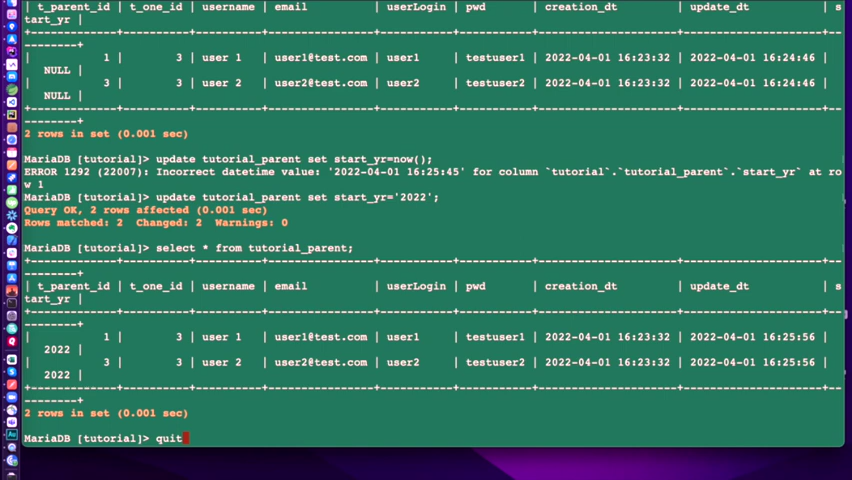 | t_parent_id | t_one_id | username | email | userLogin | pwd | creation_dt | update_dt | s
tart_yr |
+-------------+----------+----------+----------------+-----------+-----------+---------------------+---------------------+--
--------+
| 1 | 3 | user 1 | user1@test.com | user1 | testuser1 | 2022-04-01 16:23:32 | 2022-04-01 16:24:46 |
NULL |
| 3 | 3 | user 2 | user2@test.com | user2 | testuser2 | 2022-04-01 16:23:32 | 2022-04-01 16:24:46 |
NULL |
+-------------+----------+----------+----------------+-----------+-----------+---------------------+---------------------+--
--------+
2 rows in set (0.001 sec)
MariaDB [tutorial]> update tutorial_parent set start_yr=now();
ERROR 1292 (22007): Incorrect datetime value: '2022-04-01 16:25:45' for column `tutorial`.`tutorial_parent`.`start_yr` at ro
w 1
MariaDB [tutorial]> update tutorial_parent set start_yr='2022';
Query OK, 2 rows affected (0.001 sec)
Rows matched: 2 Changed: 2 Warnings: 0
MariaDB [tutorial]> select * from tutorial_parent;
+-------------+----------+----------+----------------+-----------+-----------+---------------------+---------------------+--
--------+
| t_parent_id | t_one_id | username | email | userLogin | pwd | creation_dt | update_dt | s
tart_yr |
+-------------+----------+----------+----------------+-----------+-----------+---------------------+---------------------+--
--------+
| 1 | 3 | user 1 | user1@test.com | user1 | testuser1 | 2022-04-01 16:23:32 | 2022-04-01 16:25:56 |
2022 |
| 3 | 3 | user 2 | user2@test.com | user2 | testuser2 | 2022-04-01 16:23:32 | 2022-04-01 16:25:56 |
2022 |
+-------------+----------+----------+----------------+-----------+-----------+---------------------+---------------------+--
--------+
2 rows in set (0.001 sec)
MariaDB [tutorial]> quit